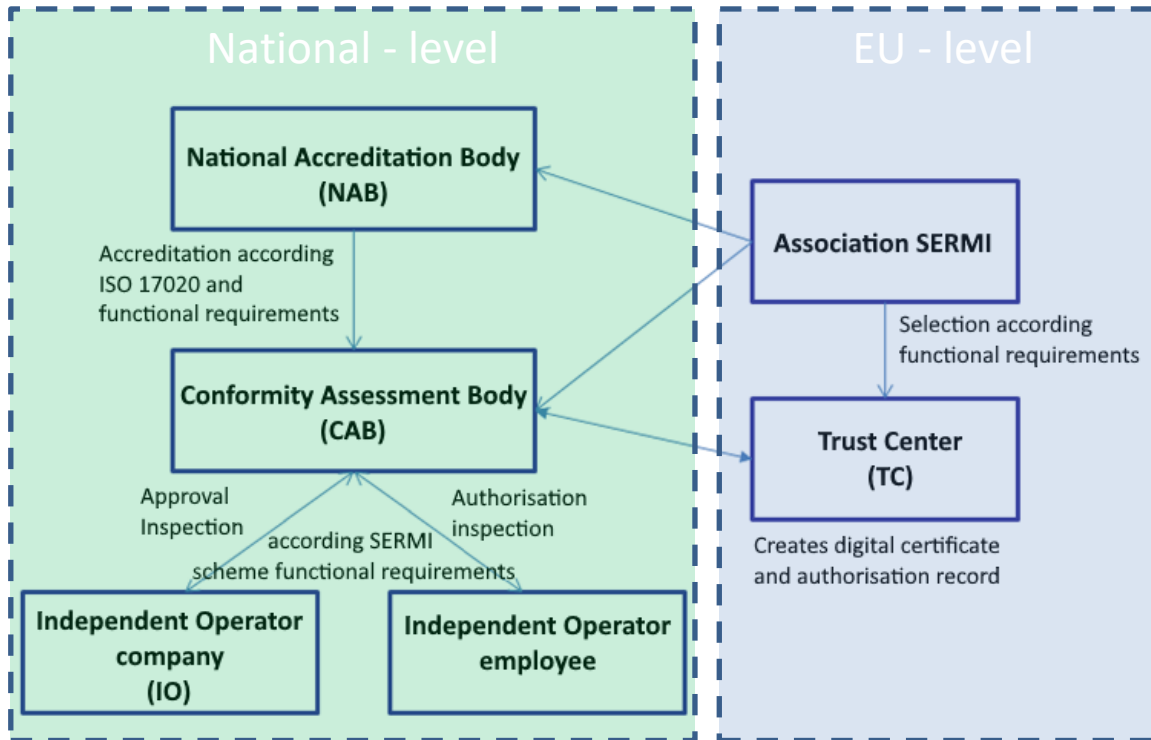 National - level
National Accreditation Body
(NAB)
Accreditation according
ISO 17020 and
functional requirements
Conformity Assessment Body
(CAB)
Approval
Inspection
Authorisation
inspection
according SERMI
scheme functional requirements
Independent Operator
company
(IO)
Independent Operator
employee
EU - level
Association SERMI
Selection according
functional requirements
Trust Center
(TC)
Creates digital certificate
and authorisation record